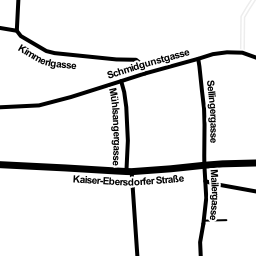 Kimmerlgasse
Schmidgunstgasse
Mühlsangergasse
Sellingergasse
Kaiser-Ebersdorfer Straße
Mailergasse